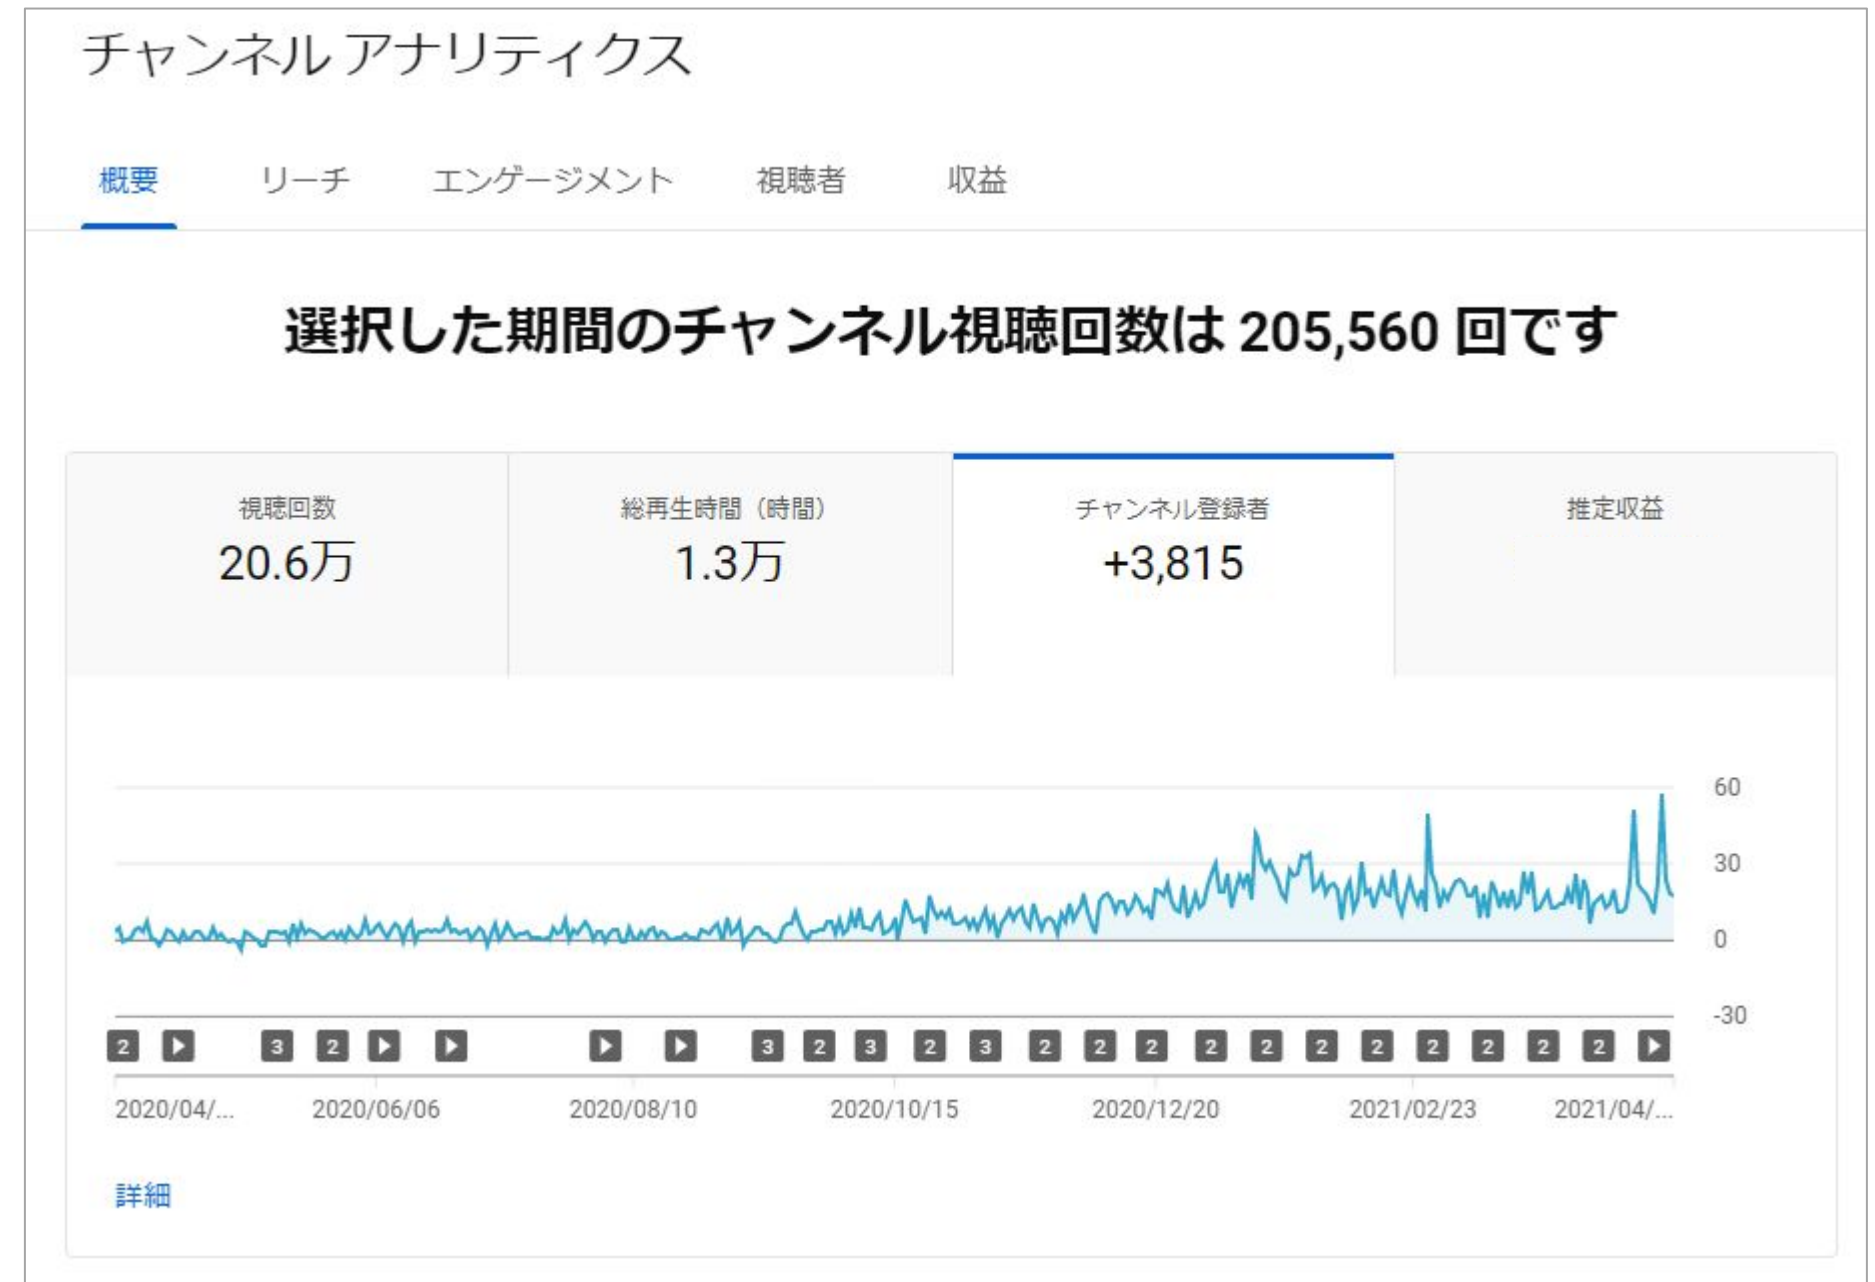 チャンネル アナリティクス
概要 リーチ エンゲージメント 視聴者 収益
選択した期間のチャンネル視聴回数は 205,560 回です
視聴回数 総再生時間（時間） チャンネル登録者 推定収益
20.6万 1.3万 +3,815
60
30
0
-30
2 3 2 3 2 3 2 3 2 2 2 2 2 2 2 2 2 2 2
2020/04/... 2020/06/06 2020/08/10 2020/10/15 2020/12/20 2021/02/23 2021/04/...
詳細